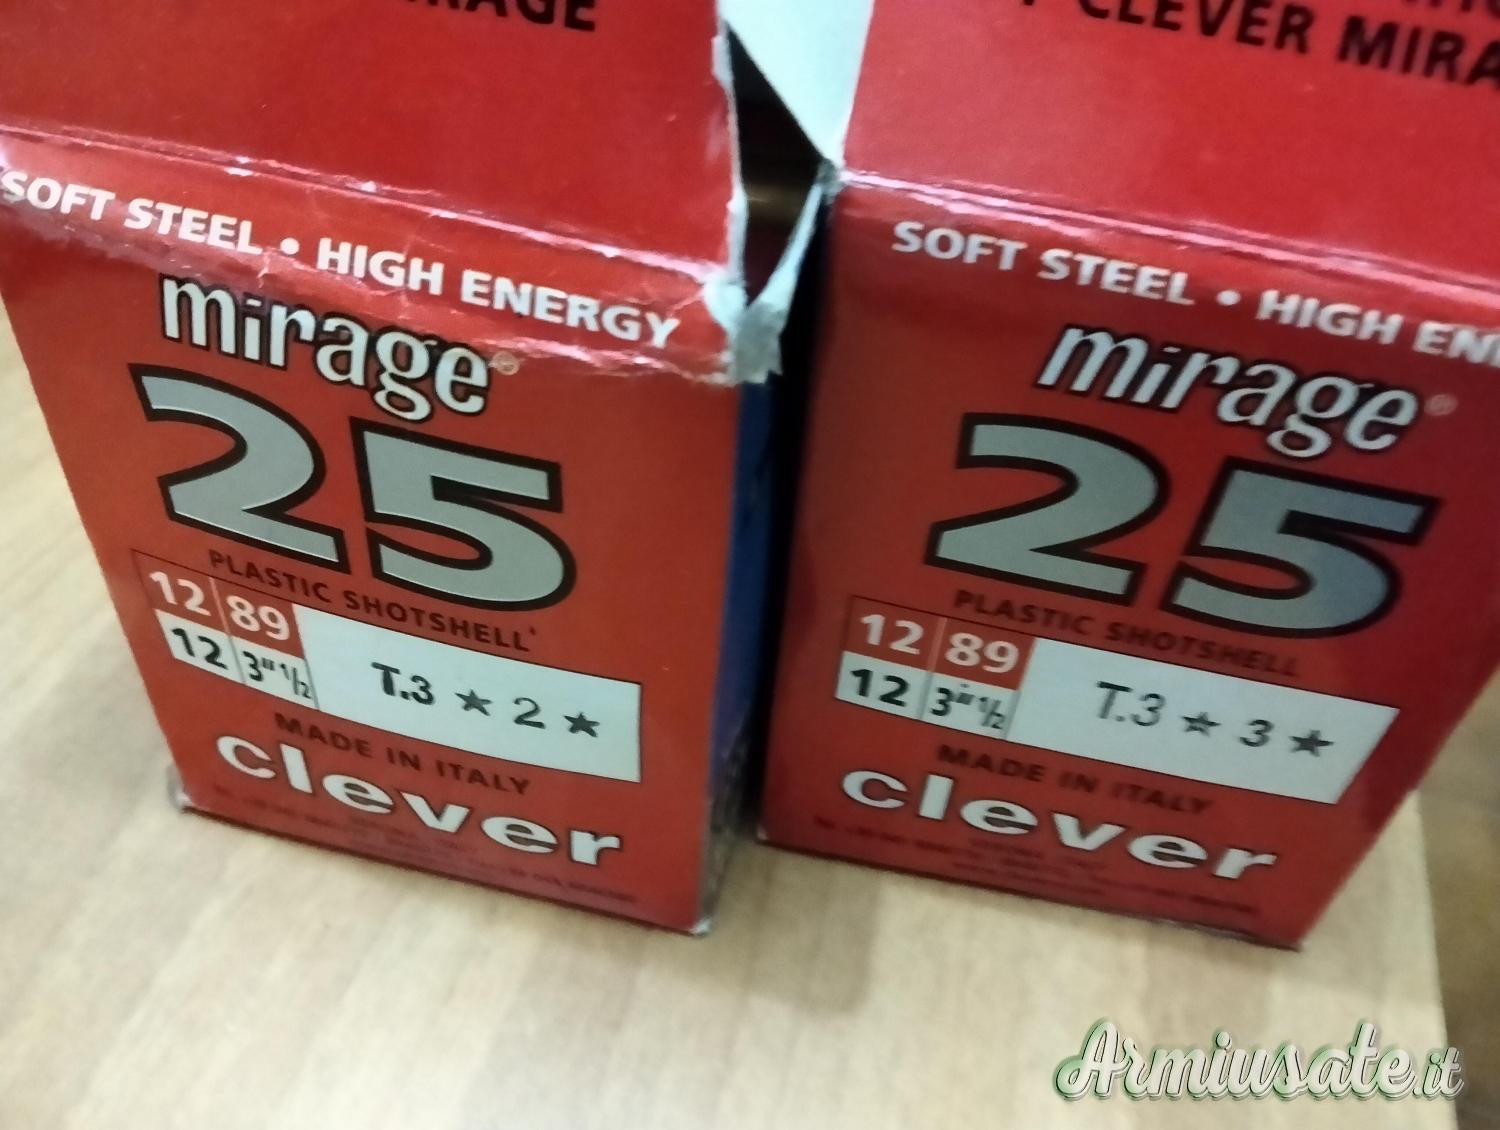 RAGE
SOFT STEEL • HIGH ENERGY
mirage®
25
PLASTIC SHOTSHELL
12 89
12 3"½
T.3 ★ 2 ★
MADE IN ITALY
clever
CLEVER MIRA
SOFT STEEL • HIGH EN
mirage®
25
PLASTIC SHOTSHELL
12 89
12 3"½
T.3 ★ 3 ★
MADE IN ITALY
clever
Armiusate.it